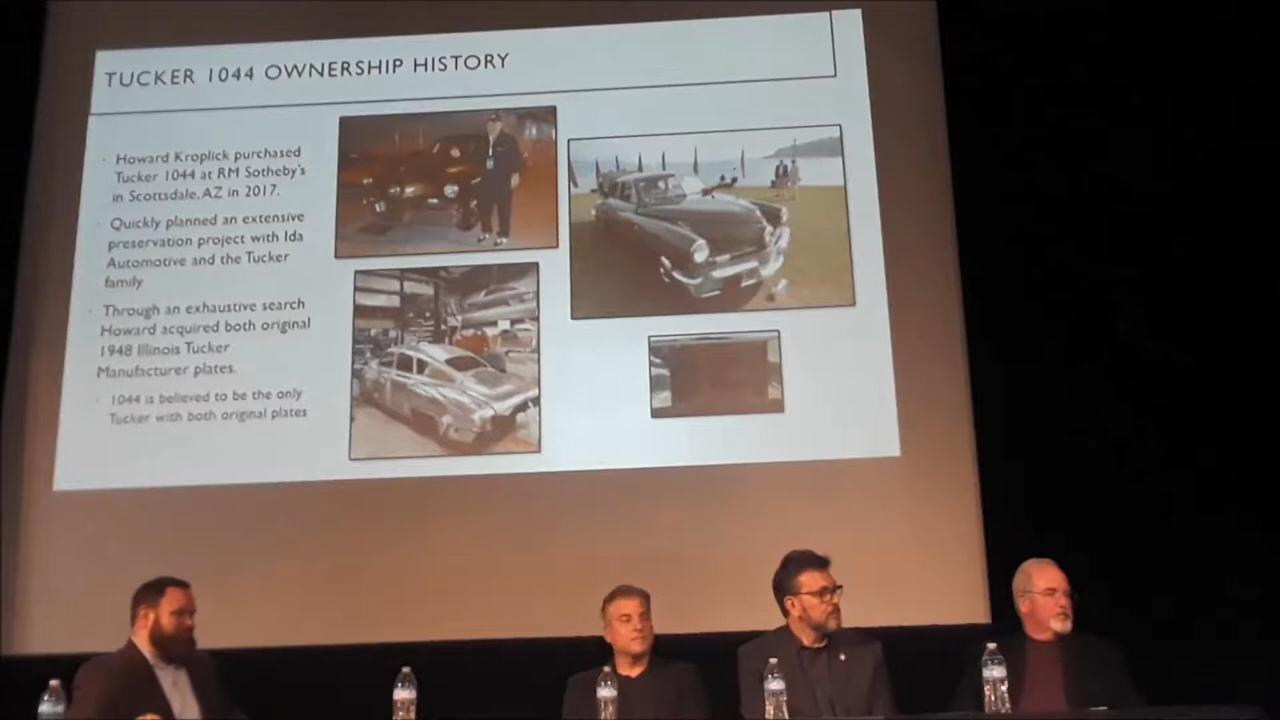 TUCKER 1044 OWNERSHIP HISTORY
Howard Kroplick purchased
Tucker 1044 at RM Sotheby's
in Scottsdale, AZ in 2017.
Quickly planned an extensive
preservation project with Ida
Automotive and the Tucker
family
Through an exhaustive search
Howard acquired both original
1948 Illinois Tucker
Manufacturer plates.
1044 is believed to be the only
Tucker with both original plates